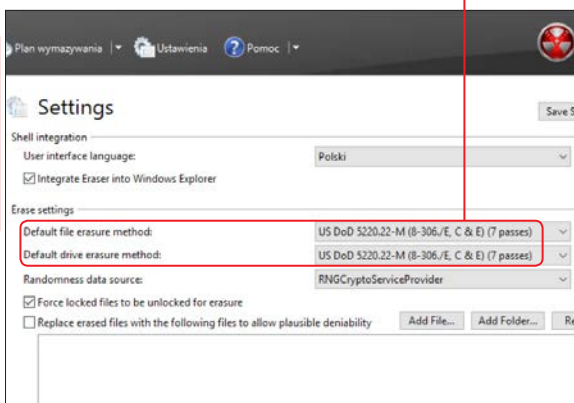 Plan wymazywania Ustawienia Pomoc
Settings
Save S
Shell integration
User interface language: Polski
Integrate Eraser into Windows Explorer
Erase settings
Default file erasure method: US DoD 5220.22-M (8-306./E, C & E) (7 passes)
Default drive erasure method: US DoD 5220.22-M (8-306./E, C & E) (7 passes)
Randomness data source: RNGCryptoServiceProvider
Force locked files to be unlocked for erasure
Replace erased files with the following files to allow plausible deniability Add File... Add Folder... Re